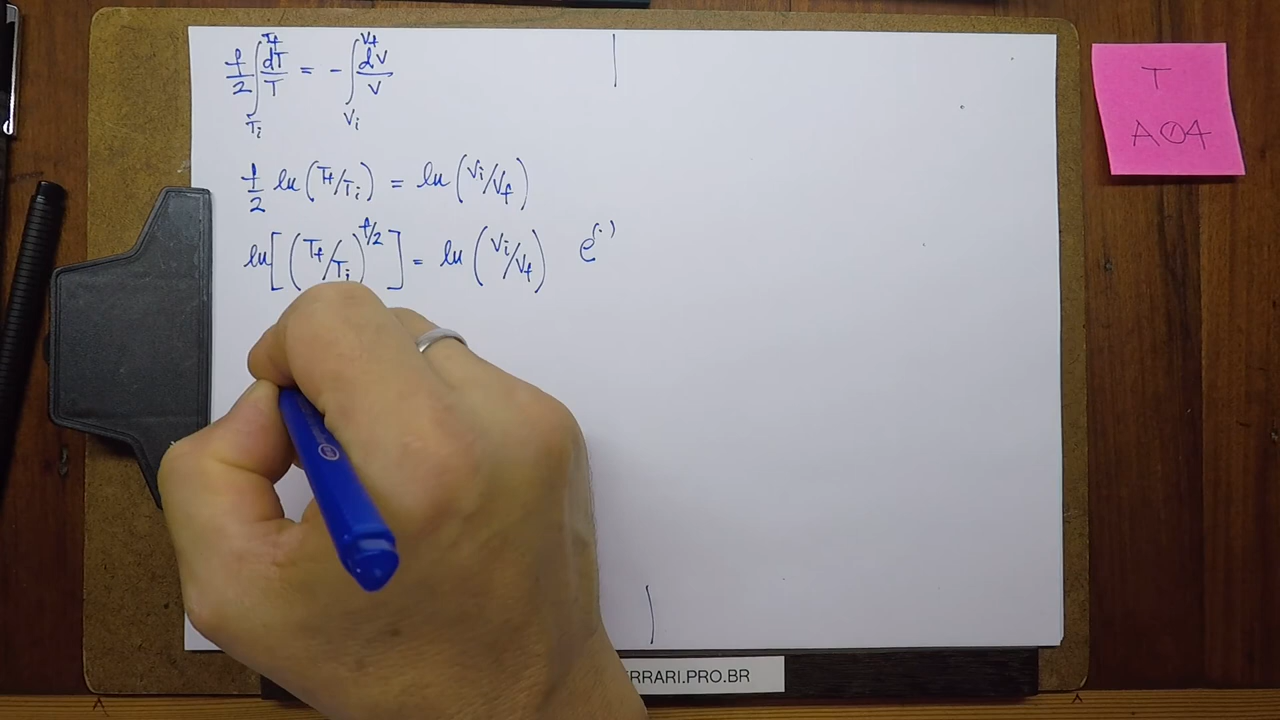 f/2 ∫_{Ti}^{Tf} dT/T = - ∫_{Vi}^{Vf} dV/V
f/2 ln(Tf/Ti) = ln(Vi/Vf)
ln[(Tf/Ti)^{f/2}] = ln(Vi/Vf) e^{(·)}
T
A04
ERRARI.PRO.BR